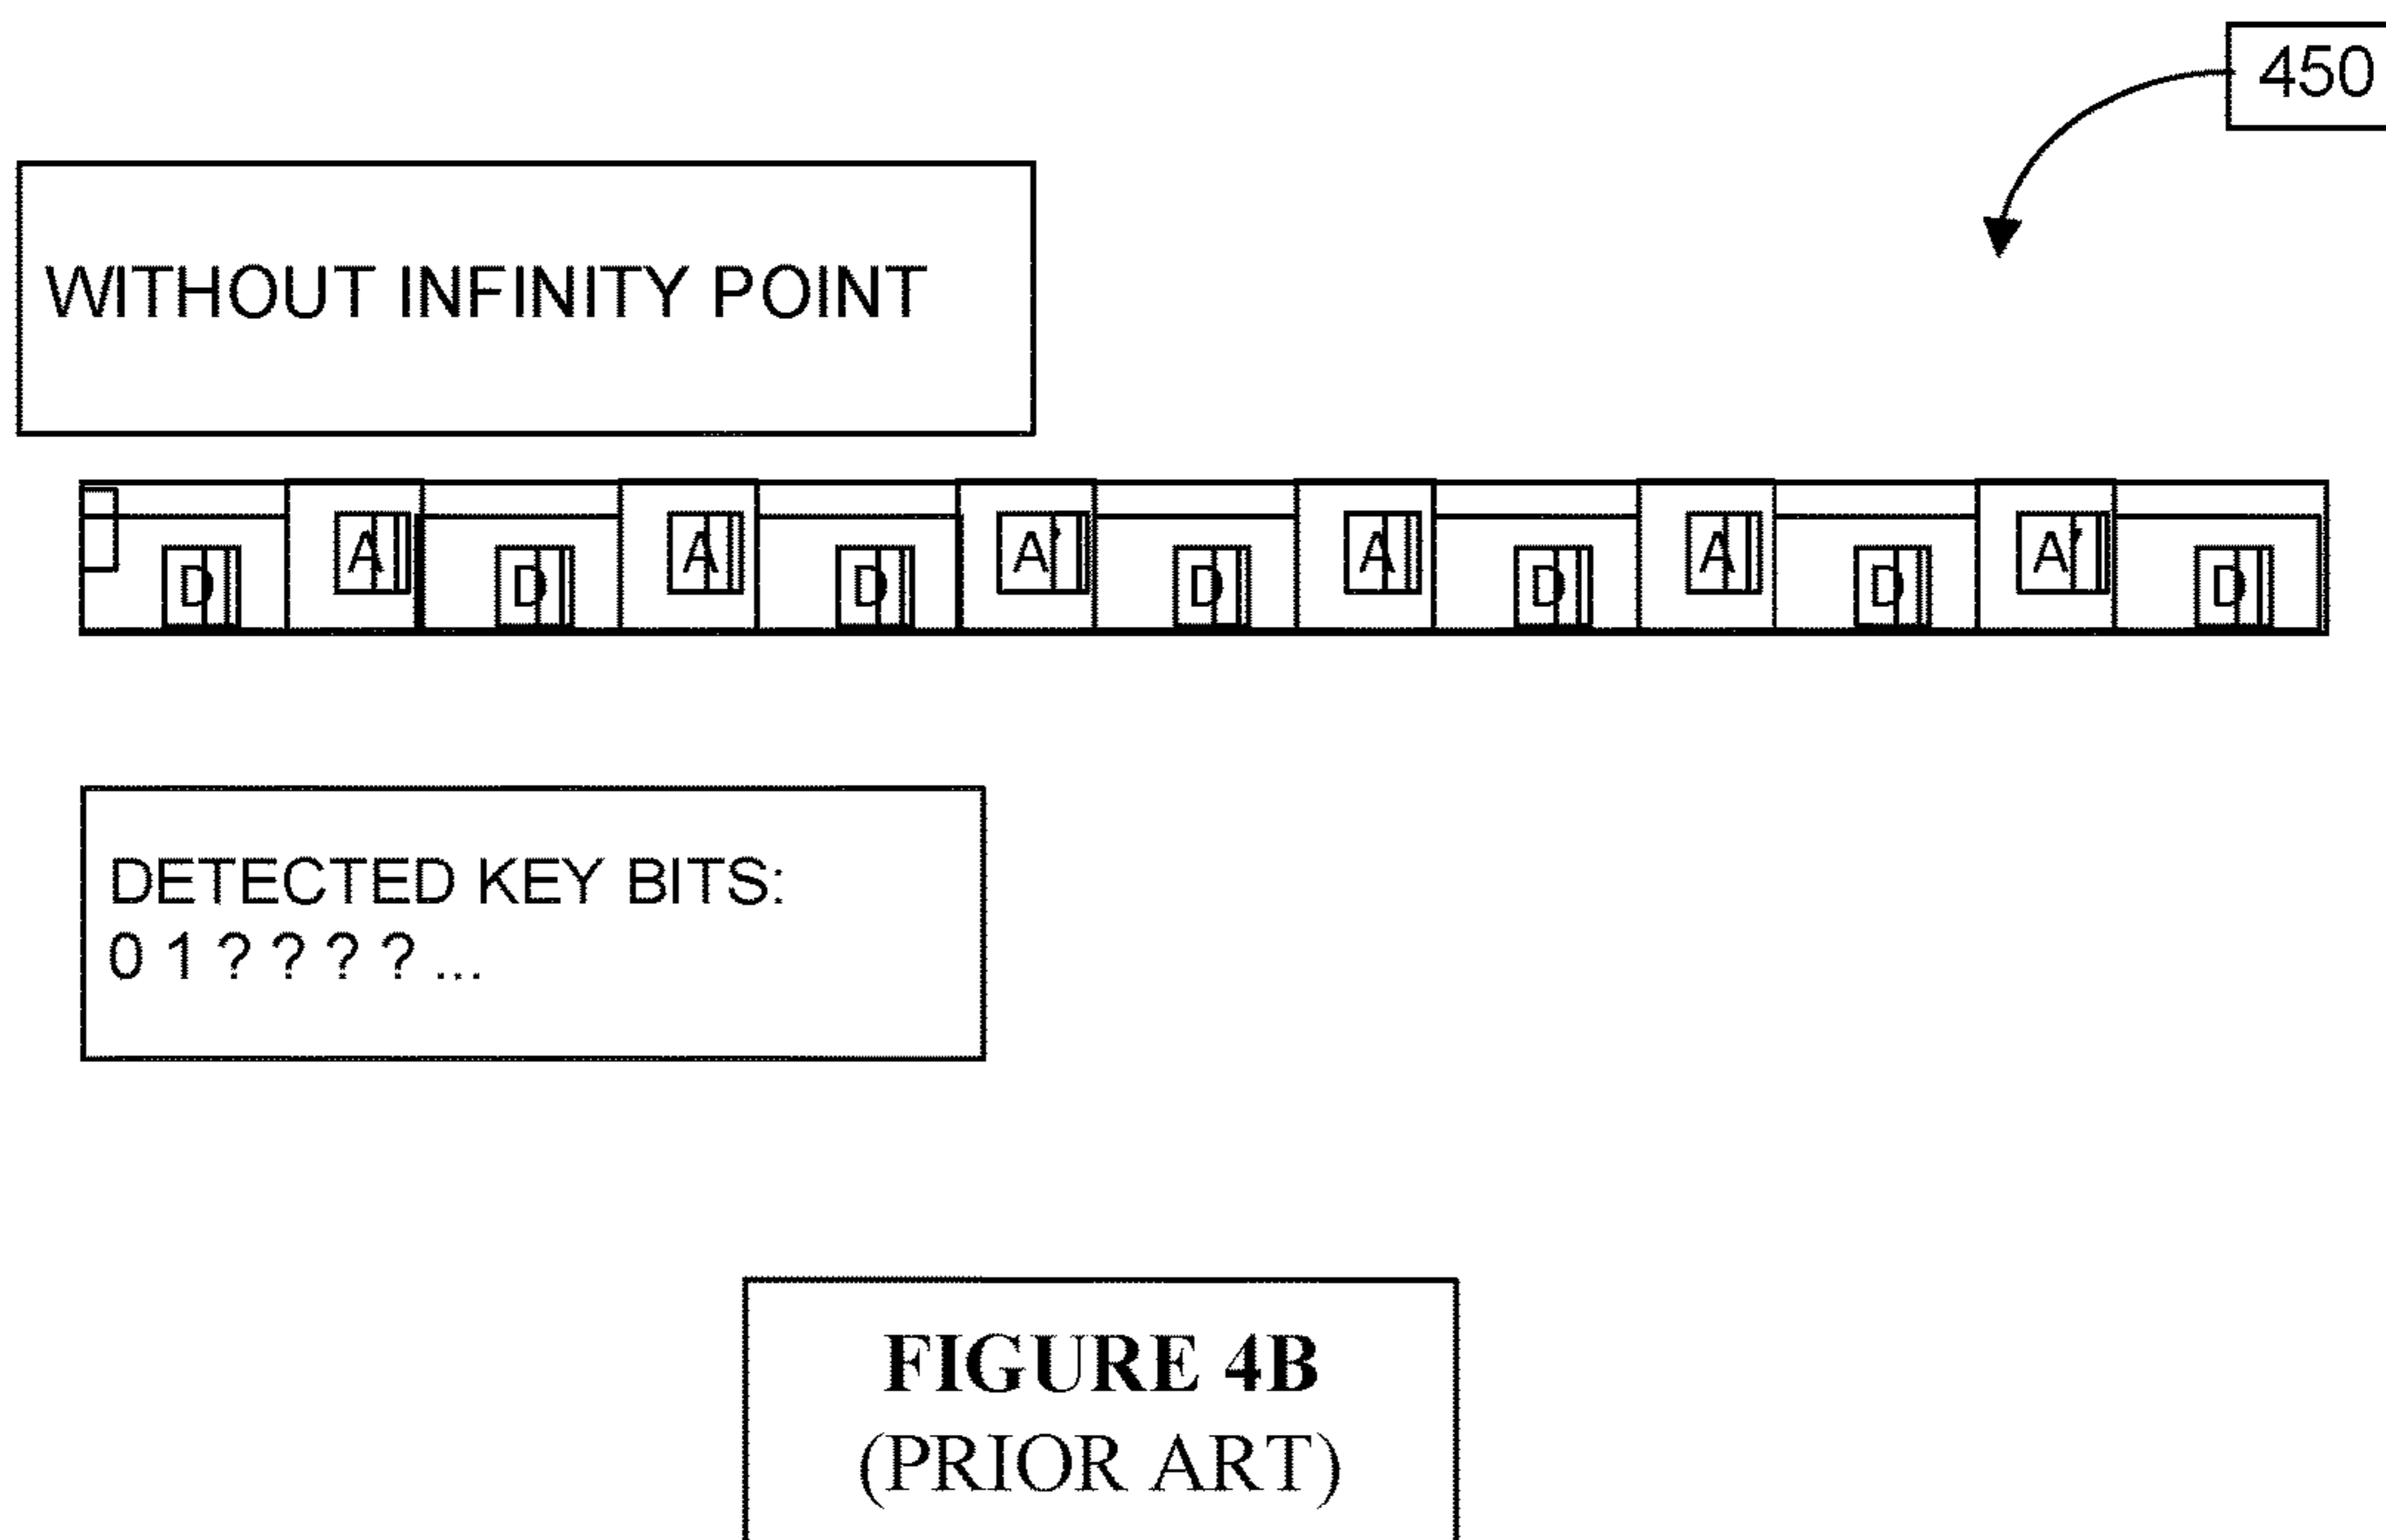 450
WITHOUT INFINITY POINT
D A D A D A' D A D A D A' D
DETECTED KEY BITS:
0 1 ? ? ? ? ...
FIGURE 4B
(PRIOR ART)